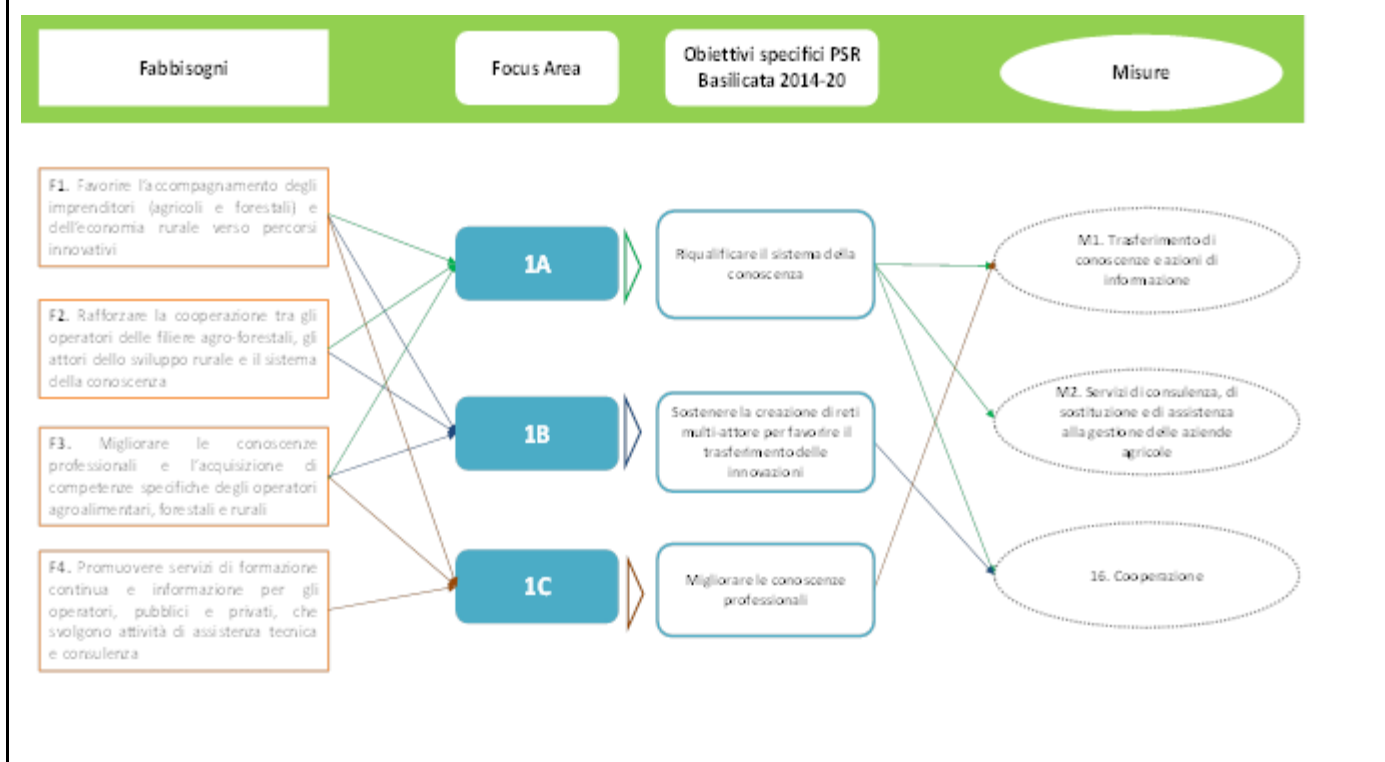 Fabbisogni
Focus Area
Obiettivi specifici PSR
Basilicata 2014-20
Misure
F1. Favorire l'accompagnamento degli
imprenditori (agricoli e forestali) e
dell'economia rurale verso percorsi
innovativi
F2. Rafforzare la cooperazione tra gli
operatori delle filiere agro-forestali, gli
attori dello sviluppo rurale e il sistema
della conoscenza
F3. Migliorare le conoscenze
professionali e l'acquisizione di
competenze specifiche degli operatori
agroalimentari, forestali e rurali
F4. Promuovere servizi di formazione
continua e informazione per gli
operatori, pubblici e privati, che
svolgono attività di assistenza tecnica
e consulenza
1A
1B
1C
Riqualificare il sistema della
conoscenza
Sostenere la creazione di reti
multi-attore per favorire il
trasferimento delle
innovazioni
Migliorare le conoscenze
professionali
M1. Trasferimento di
conoscenze e azioni di
informazione
M2. Servizi di consulenza, di
sostituzione e di assistenza
alla gestione delle aziende
agricole
16. Cooperazione